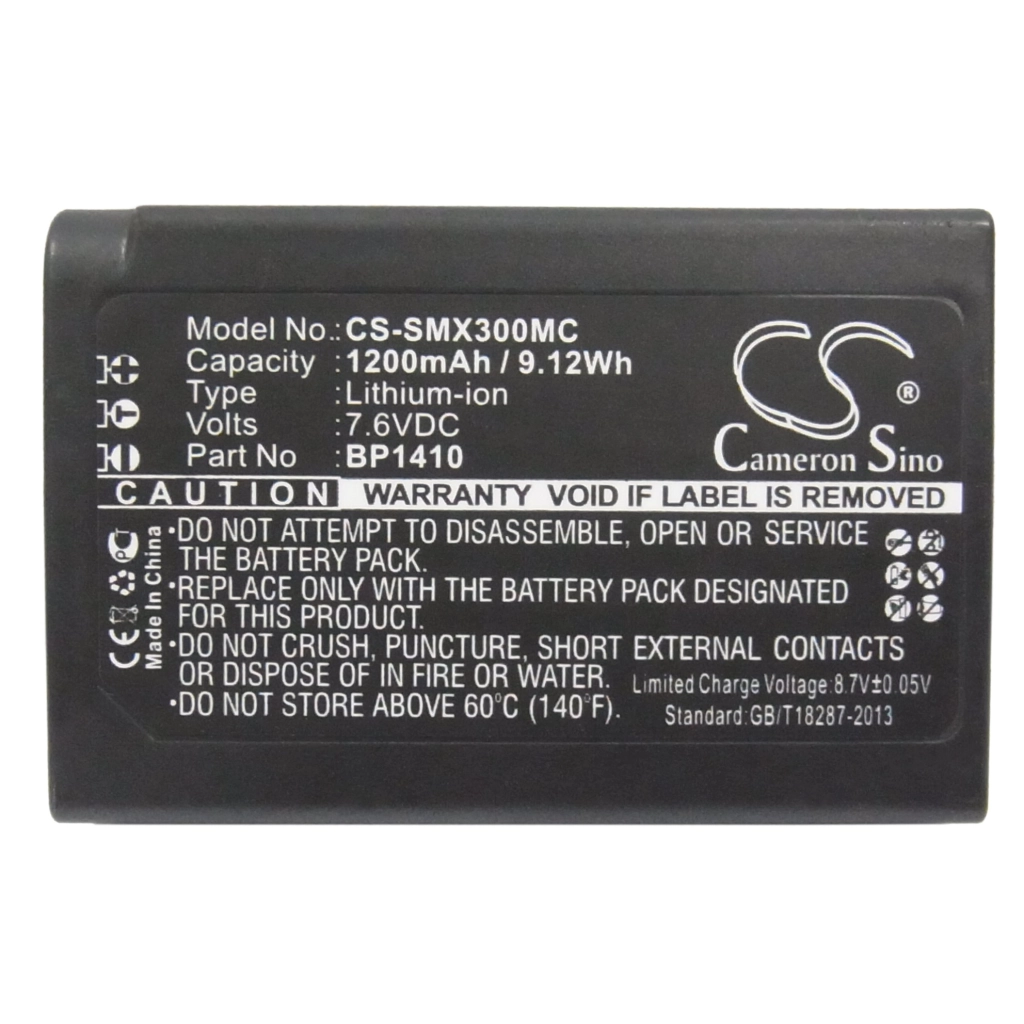 Model No.: CS-SMX300MC
Capacity : 1200mAh / 9.12Wh
Type : Lithium-ion
Volts : 7.6VDC
Part No : BP1410
CS ®
Cameron Sino
CAUTION WARRANTY VOID IF LABEL IS REMOVED
•DO NOT ATTEMPT TO DISASSEMBLE, OPEN OR SERVICE
THE BATTERY PACK.
•REPLACE ONLY WITH THE BATTERY PACK DESIGNATED
FOR THIS PRODUCT.
•DO NOT CRUSH, PUNCTURE, SHORT EXTERNAL CONTACTS
OR DISPOSE OF IN FIRE OR WATER.
•DO NOT STORE ABOVE 60°C (140°F).
Limited Charge Voltage:8.7V±0.05V
Standard:GB/T18287-2013
Made In China
CE
PCT